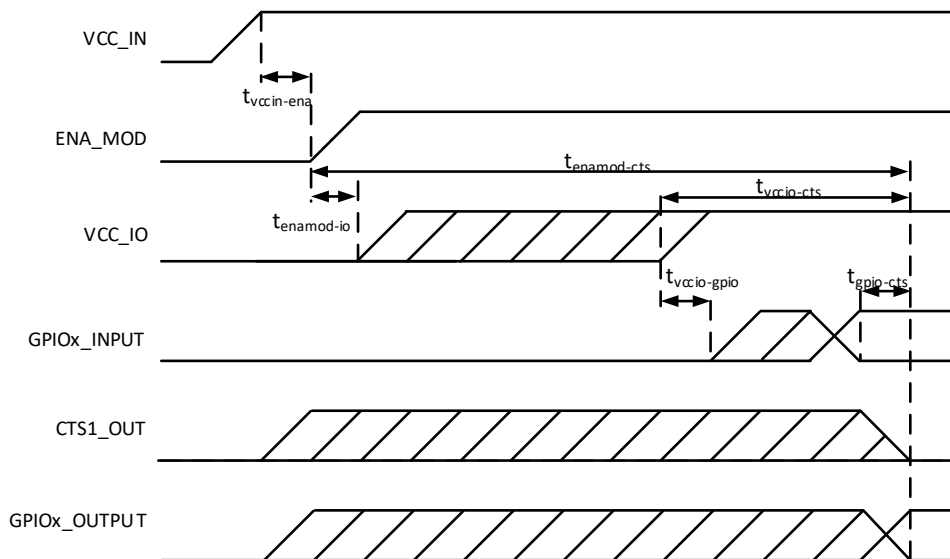 VCC_IN
tvccin-ena
ENA_MOD
tenamod-cts
tvccio-cts
tenamod-io
VCC_IO
tvccio-gpio
tgpio-cts
GPIOx_INPUT
CTS1_OUT
GPIOx_OUTPUT